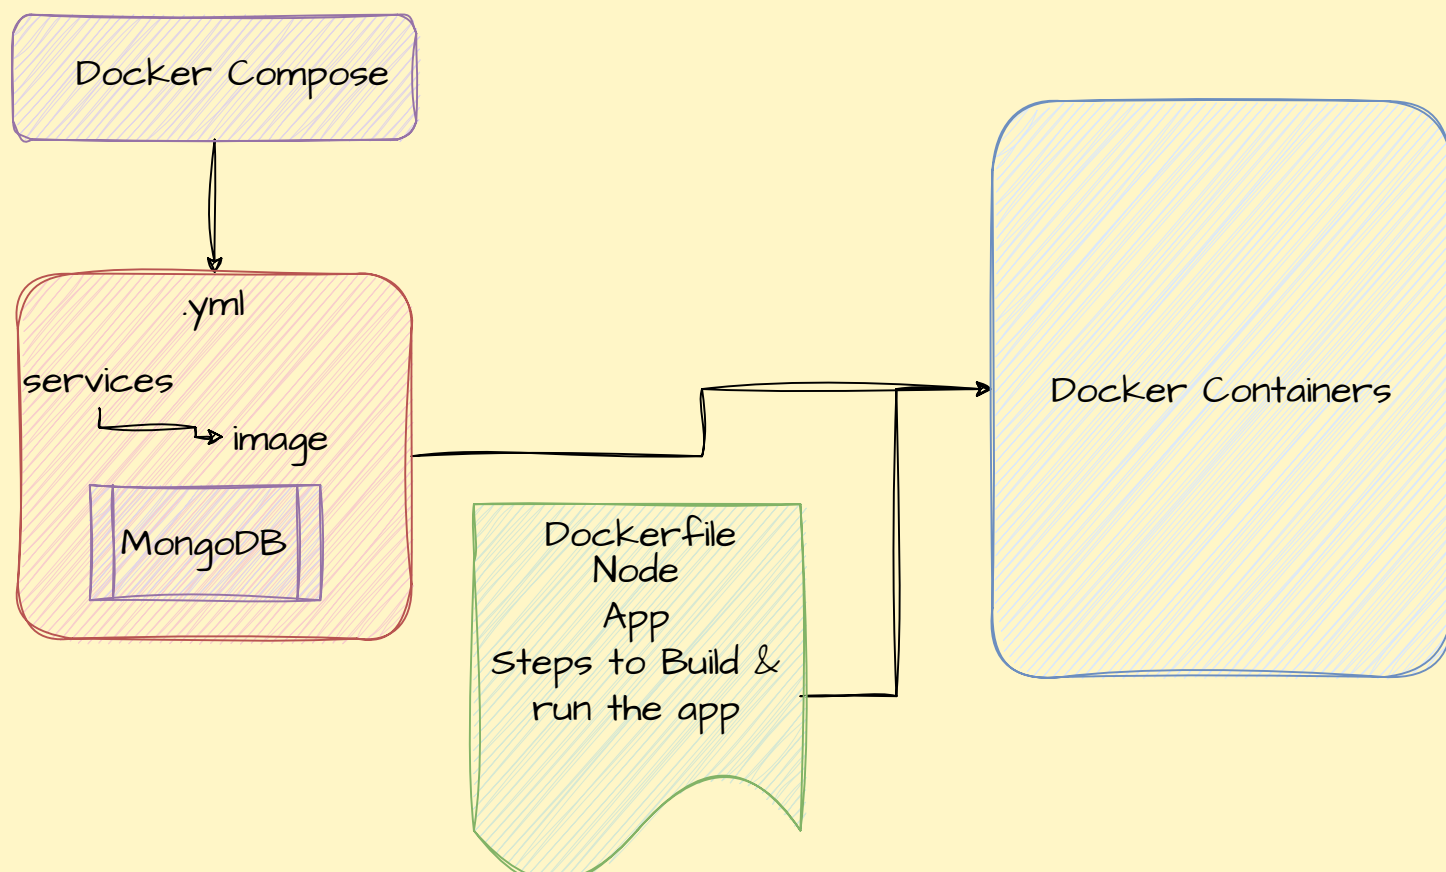 Docker Compose
.yml
services
image
MongoDB
Dockerfile
Node
App
Steps to Build &
run the app
Docker Containers